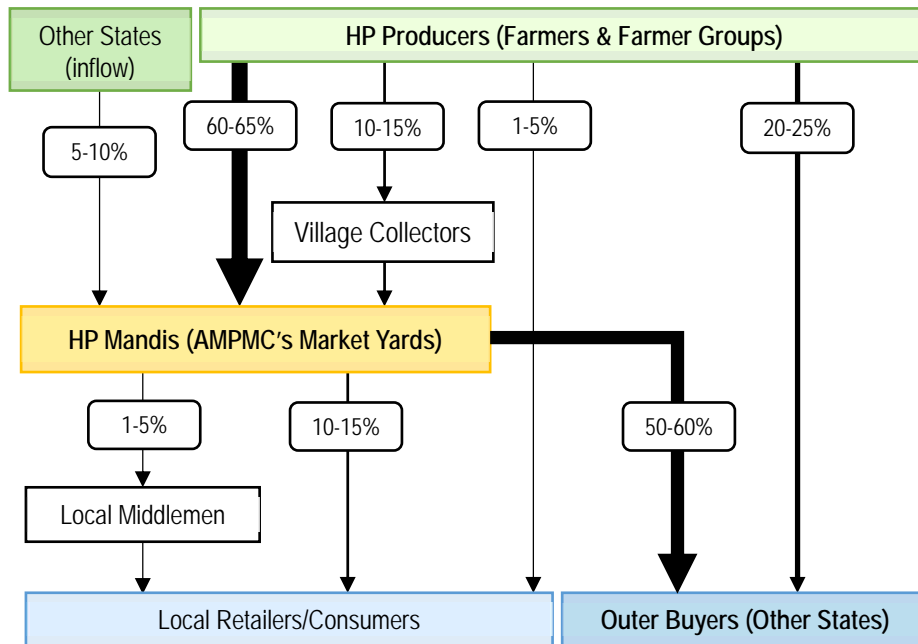 Other States
(inflow)
HP Producers (Farmers & Farmer Groups)
5-10%
60-65%
10-15%
1-5%
20-25%
Village Collectors
HP Mandis (AMPMC's Market Yards)
1-5%
10-15%
50-60%
Local Middlemen
Local Retailers/Consumers
Outer Buyers (Other States)